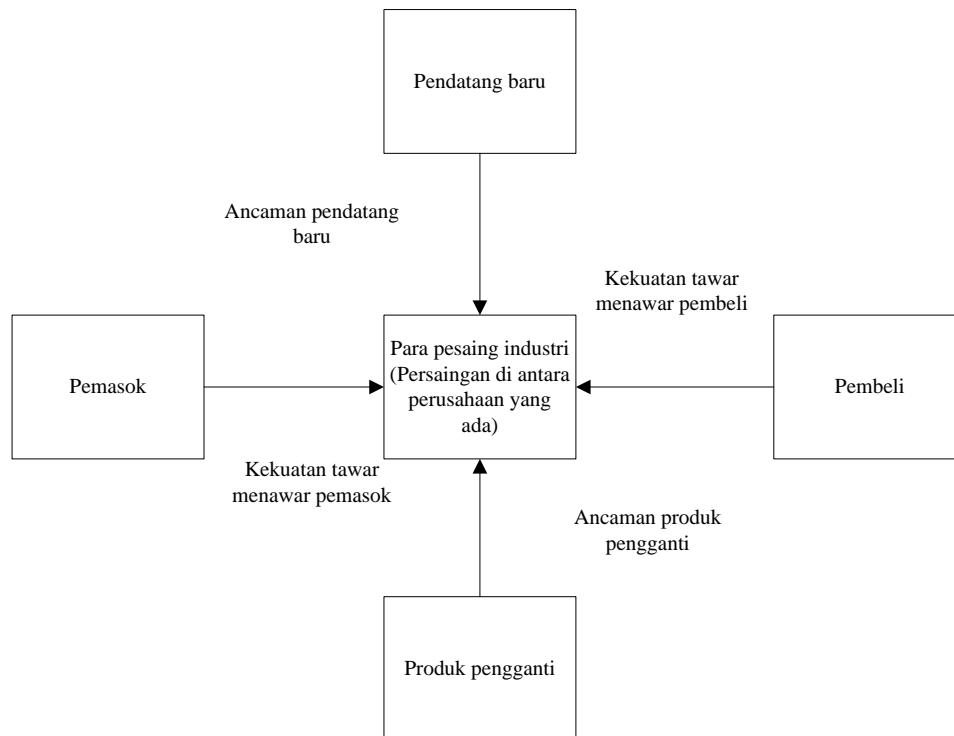 Pendatang baru
Ancaman pendatang
baru
Kekuatan tawar
menawar pembeli
Pemasok
Para pesaing industri
(Persaingan di antara
perusahaan yang
ada)
Pembeli
Kekuatan tawar
menawar pemasok
Ancaman produk
pengganti
Produk pengganti